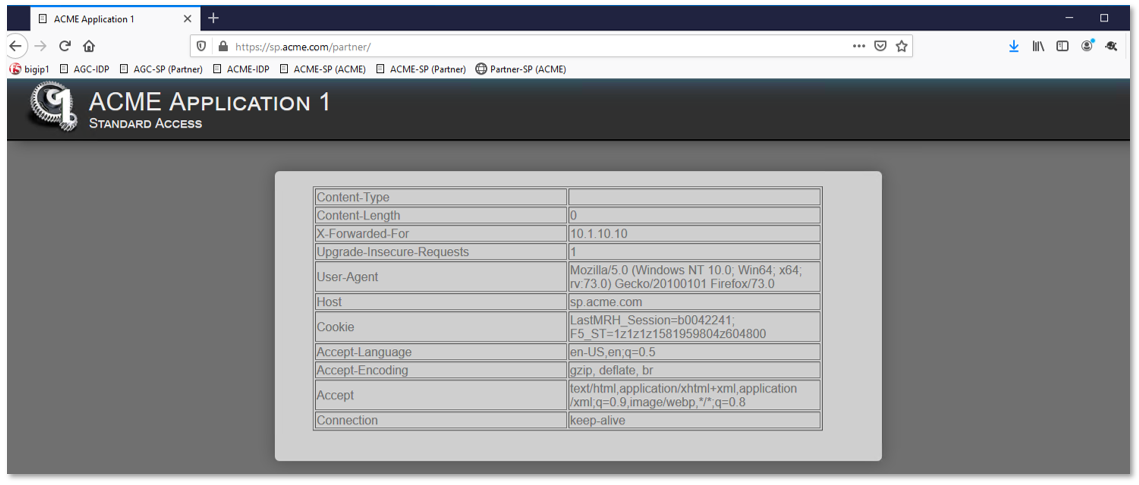 ACME Application 1
https://sp.acme.com/partner/
bigip1 AGC-IDP AGC-SP (Partner) ACME-IDP ACME-SP (ACME) ACME-SP (Partner) Partner-SP (ACME)
ACME Application 1
Standard Access
Content-Type
Content-Length 0
X-Forwarded-For 10.1.10.10
Upgrade-Insecure-Requests 1
User-Agent Mozilla/5.0 (Windows NT 10.0; Win64; x64;
rv:73.0) Gecko/20100101 Firefox/73.0
Host sp.acme.com
Cookie LastMRH_Session=b0042241;
F5_ST=1z1z1z1581959804z604800
Accept-Language en-US,en;q=0.5
Accept-Encoding gzip, deflate, br
Accept text/html,application/xhtml+xml,application
/xml;q=0.9,image/webp,*/*;q=0.8
Connection keep-alive